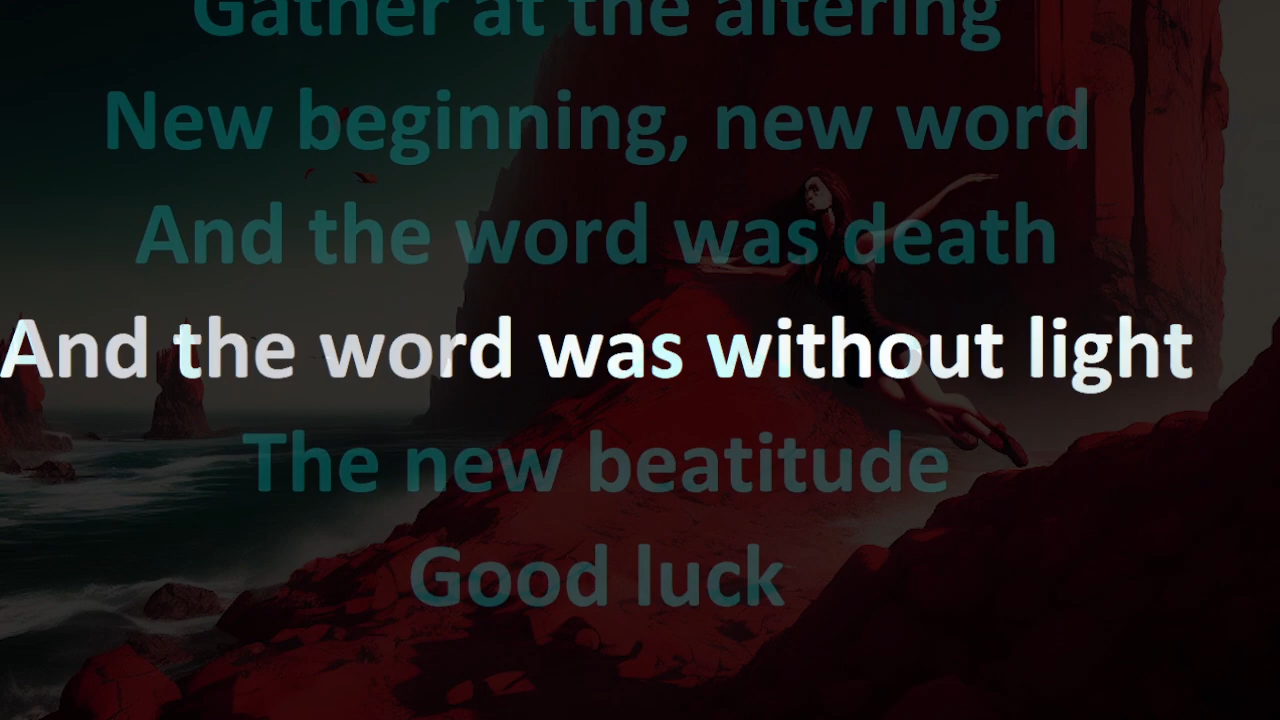 Gather at the altering
New beginning, new word
And the word was death
And the word was without light
The new beatitude
Good luck